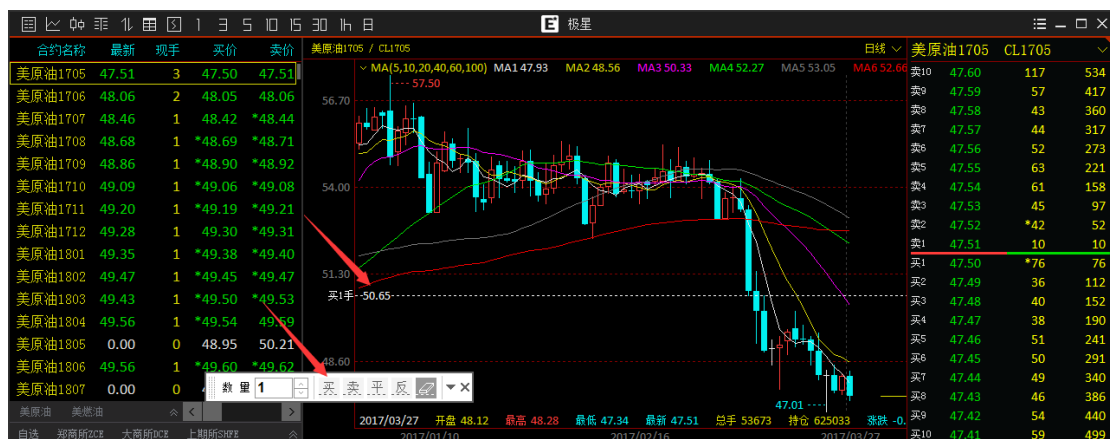 1 3 5 10 15 30 1h 日 E 极星
合约名称 最新 现手 买价 卖价
美原油1705 47.51 3 47.50 47.51
美原油1706 48.06 2 48.05 48.06
美原油1707 48.46 1 48.42 *48.44
美原油1708 48.68 1 *48.69 *48.71
美原油1709 48.86 1 *48.90 *48.92
美原油1710 49.09 1 *49.06 *49.08
美原油1711 49.20 1 *49.19 *49.21
美原油1712 49.28 1 49.30 *49.31
美原油1801 49.35 1 *49.38 *49.40
美原油1802 49.47 1 *49.45 *49.47
美原油1803 49.43 1 *49.50 *49.53
美原油1804 49.56 1 *49.54 49.59
美原油1805 0.00 0 48.95 50.21
美原油1806 49.56 1 *49.60 *49.62
美原油1807 0.00 0
美原油 美燃油
自选 郑商所ZCE 大商所DCE 上期所SHFE
数量 1 买 卖 平 反
美原油1705 / CL1705 日线
MA(5,10,20,40,60,100) MA1 47.93 MA2 48.56 MA3 50.33 MA4 52.27 MA5 53.05 MA6 52.66
57.50
56.70
54.00
51.30
买1手 50.65
48.60
47.01
2017/03/27 开盘 48.12 最高 48.28 最低 47.34 最新 47.51 总手 53673 持仓 625033 涨跌 -0.
2017/01/10 2017/02/16 2017/03/27
美原油1705 CL1705
卖10 47.60 117 534
卖9 47.59 57 417
卖8 47.58 43 360
卖7 47.57 44 317
卖6 47.56 52 273
卖5 47.55 63 221
卖4 47.54 61 158
卖3 47.53 45 97
卖2 47.52 *42 52
卖1 47.51 10 10
买1 47.50 *76 76
买2 47.49 36 112
买3 47.48 40 152
买4 47.47 38 190
买5 47.46 51 241
买6 47.45 50 291
买7 47.44 49 340
买8 47.43 46 386
买9 47.42 54 440
买10 47.41 59 499